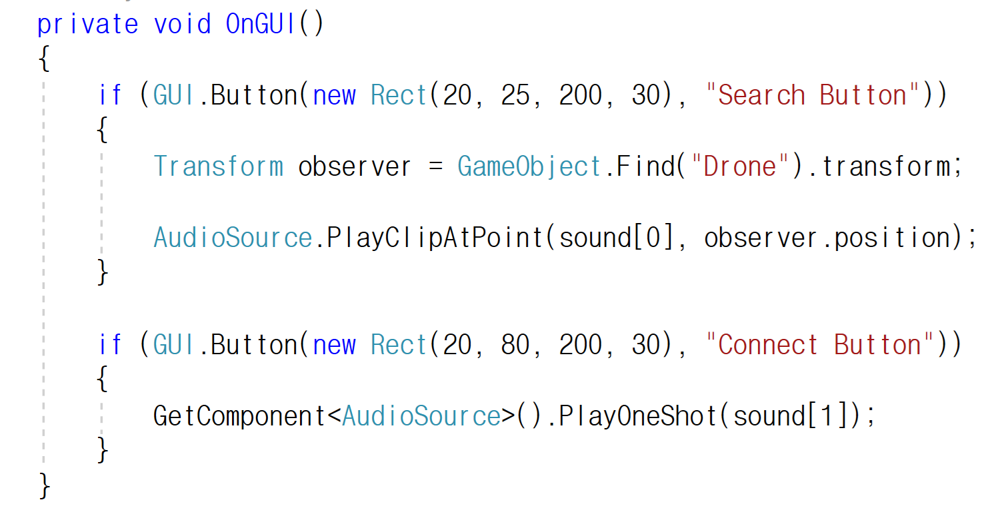 private void OnGUI()
{
if (GUI.Button(new Rect(20, 25, 200, 30), "Search Button"))
{
Transform observer = GameObject.Find("Drone").transform;
AudioSource.PlayClipAtPoint(sound[0], observer.position);
}
if (GUI.Button(new Rect(20, 80, 200, 30), "Connect Button"))
{
GetComponent<AudioSource>().PlayOneShot(sound[1]);
}
}